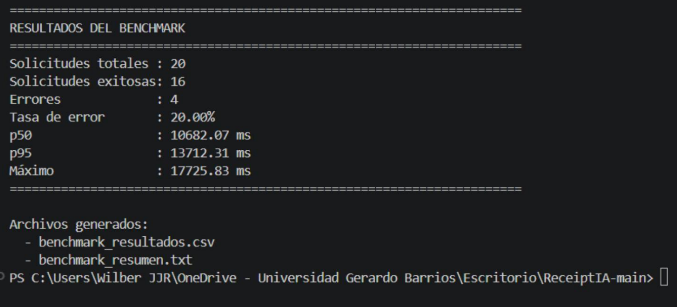 ======================================================================
RESULTADOS DEL BENCHMARK
======================================================================
Solicitudes totales : 20
Solicitudes exitosas: 16
Errores             : 4
Tasa de error       : 20.00%
p50                 : 10682.07 ms
p95                 : 13712.31 ms
Máximo              : 17725.83 ms
======================================================================
Archivos generados:
  - benchmark_resultados.csv
  - benchmark_resumen.txt
PS C:\Users\Wilber JJR\OneDrive - Universidad Gerardo Barrios\Escritorio\ReceiptIA-main>